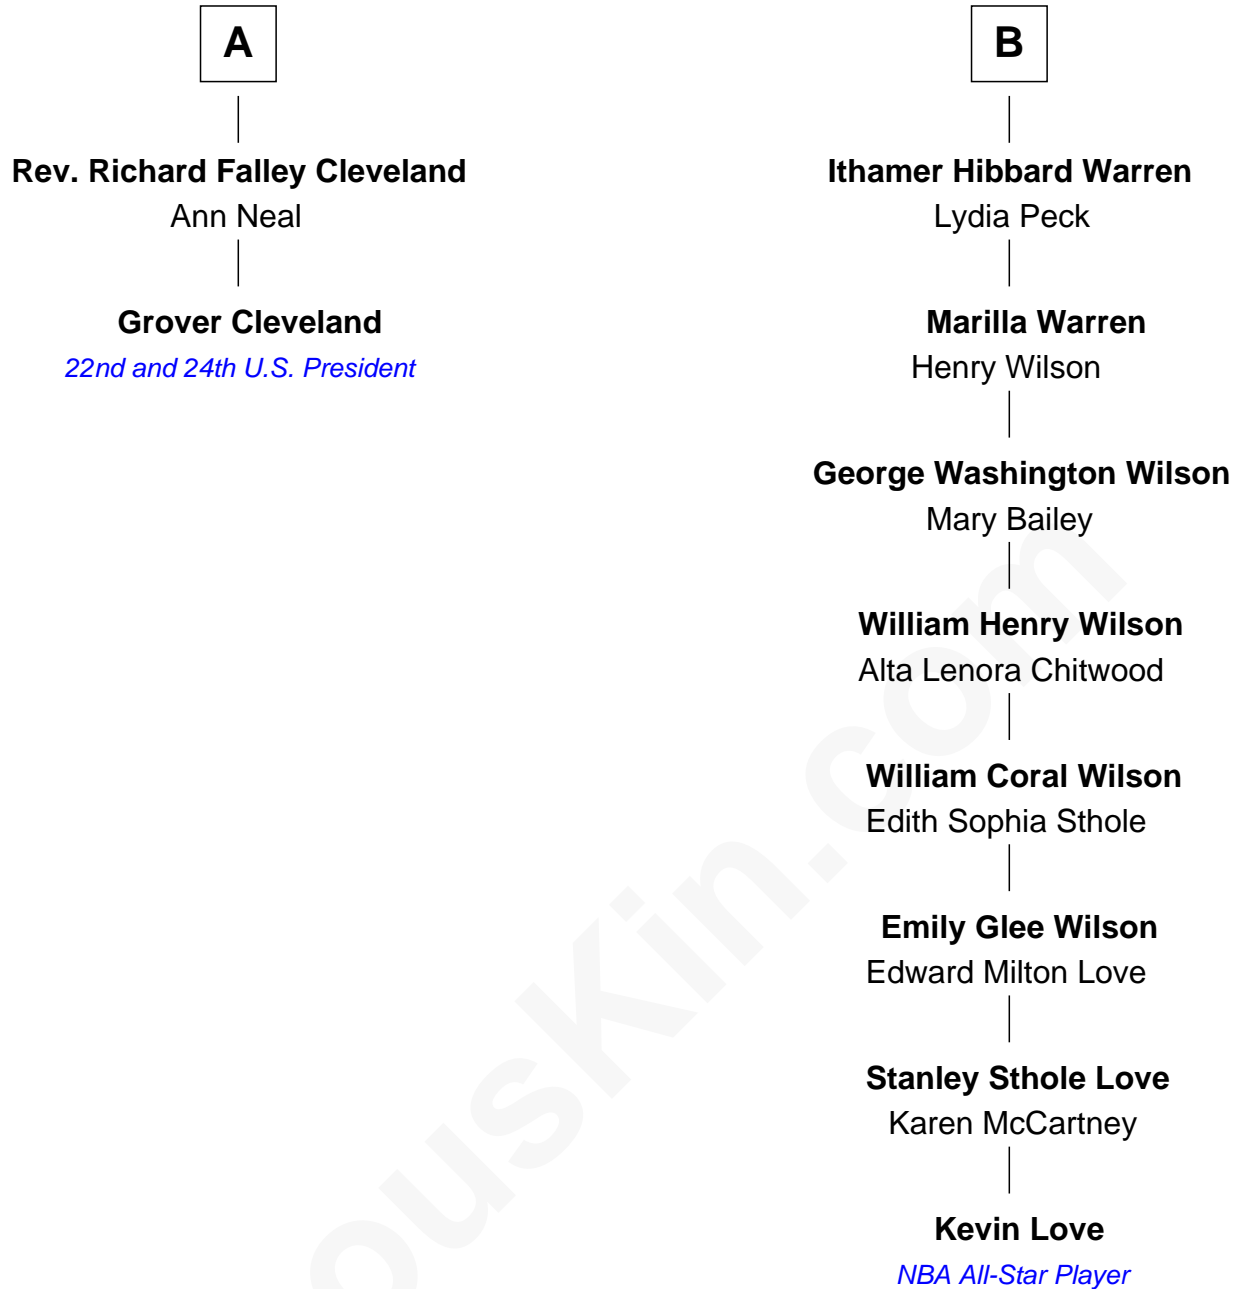 A
Rev. Richard Falley Cleveland
Ann Neal
Grover Cleveland
22nd and 24th U.S. President
B
Ithamer Hibbard Warren
Lydia Peck
Marilla Warren
Henry Wilson
George Washington Wilson
Mary Bailey
William Henry Wilson
Alta Lenora Chitwood
William Coral Wilson
Edith Sophia Sthole
Emily Glee Wilson
Edward Milton Love
Stanley Sthole Love
Karen McCartney
Kevin Love
NBA All-Star Player
ousKin.com